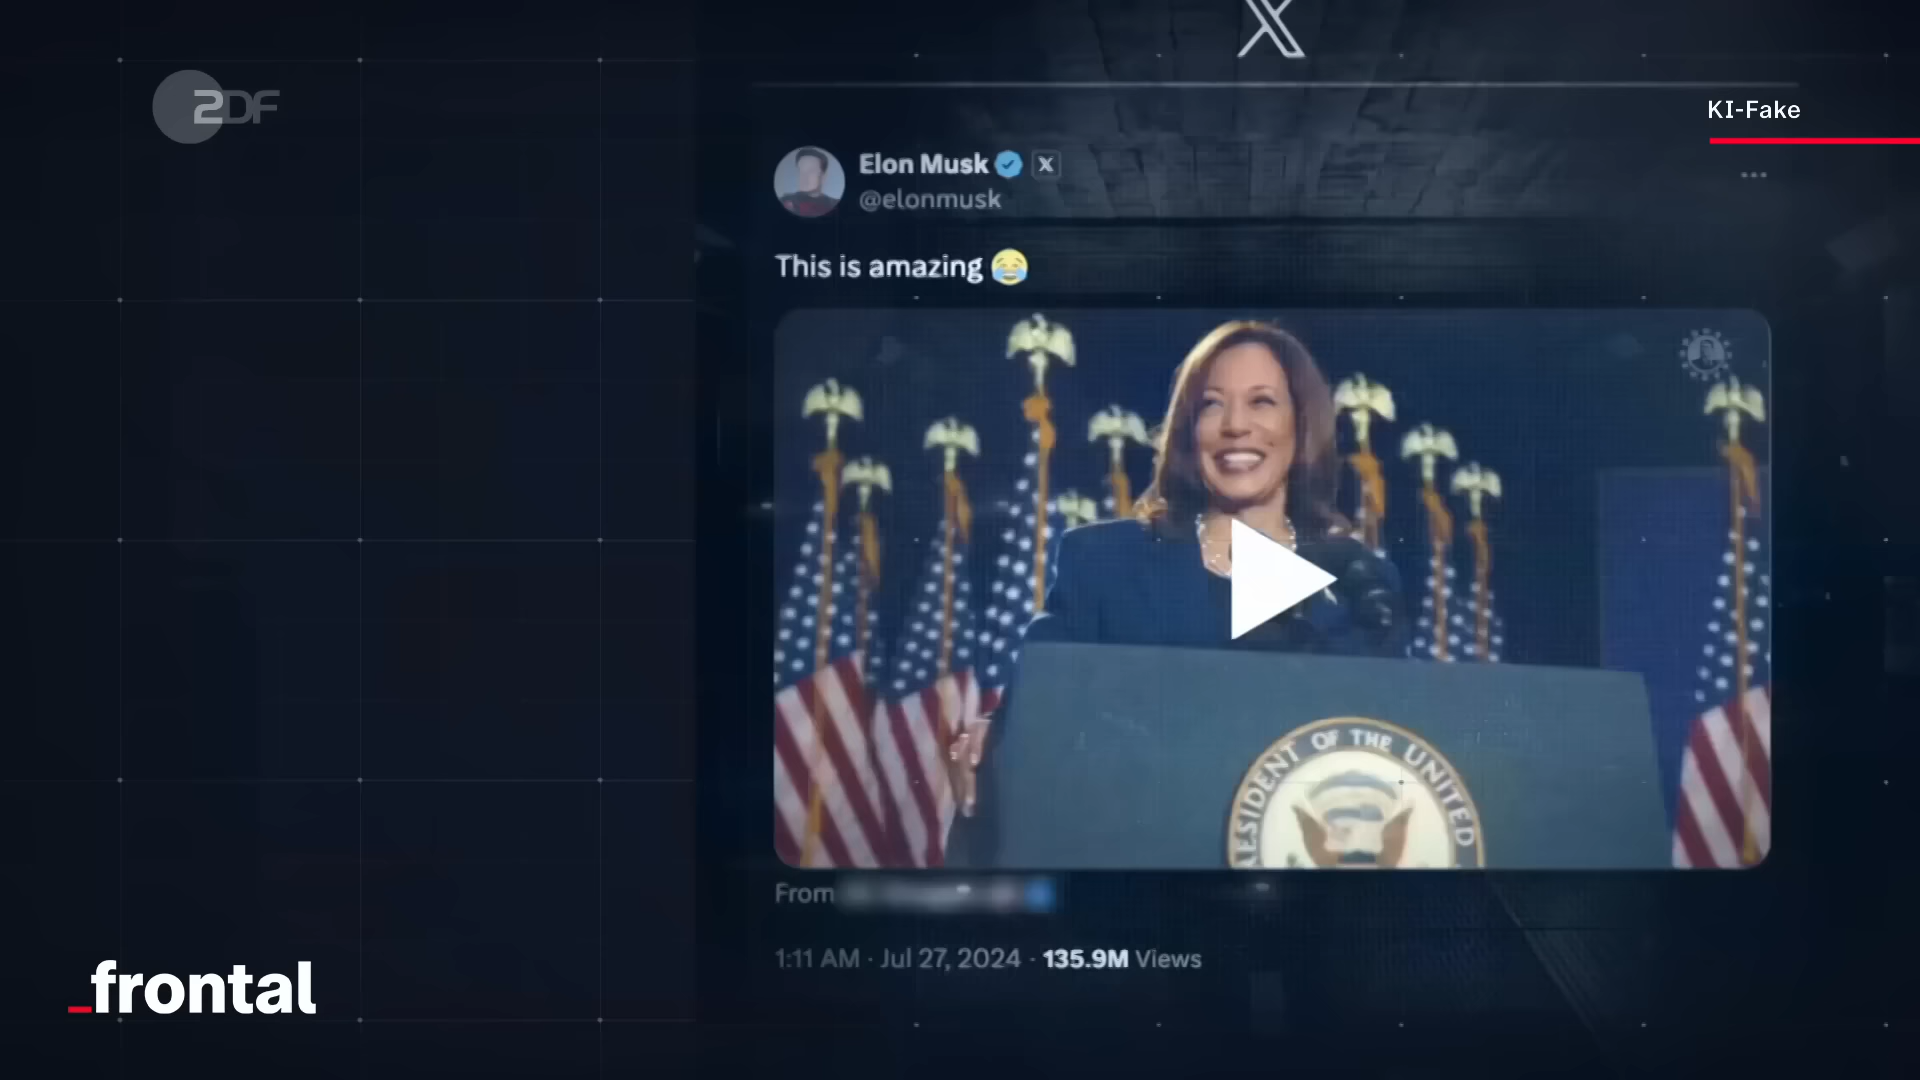 X
ZDF
KI-Fake
Elon Musk
@elonmusk
This is amazing 😂
ESIDENT OF THE UNITED
From
1:11 AM · Jul 27, 2024 · 135.9M Views
_frontal